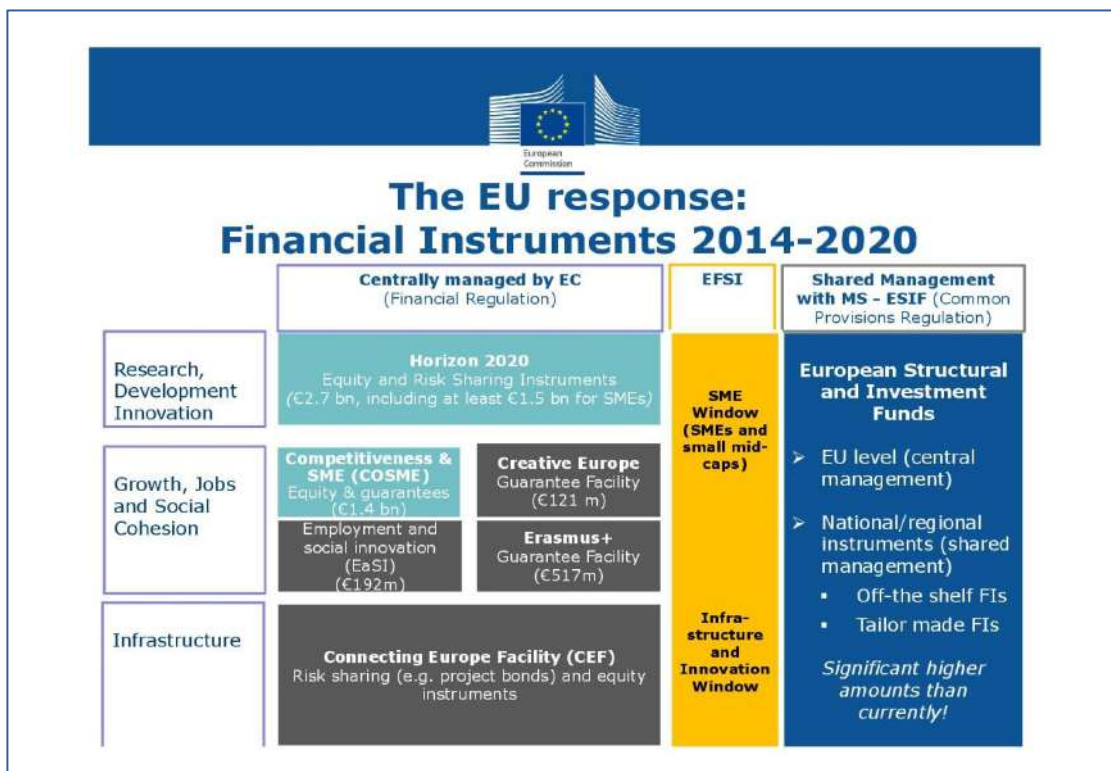 European
Commission
The EU response:
Financial Instruments 2014-2020
Centrally managed by EC
(Financial Regulation)
EFSI
Shared Management
with MS - ESIF (Common
Provisions Regulation)
Research,
Development
Innovation
Horizon 2020
Equity and Risk Sharing Instruments
(€2.7 bn, including at least €1.5 bn for SMEs)
Growth, Jobs
and Social
Cohesion
Competitiveness &
SME (COSME)
Equity & guarantees
(€1.4 bn)
Creative Europe
Guarantee Facility
(€121 m)
Employment and
social innovation
(EaSI)
(€192m)
Erasmus+
Guarantee Facility
(€517m)
Infrastructure
Connecting Europe Facility (CEF)
Risk sharing (e.g. project bonds) and equity
instruments
SME
Window
(SMEs and
small mid-
caps)
Infra-
structure
and
Innovation
Window
European Structural
and Investment
Funds
➢ EU level (central
management)
➢ National/regional
instruments (shared
management)
▪ Off-the shelf FIs
▪ Tailor made FIs
Significant higher
amounts than
currently!